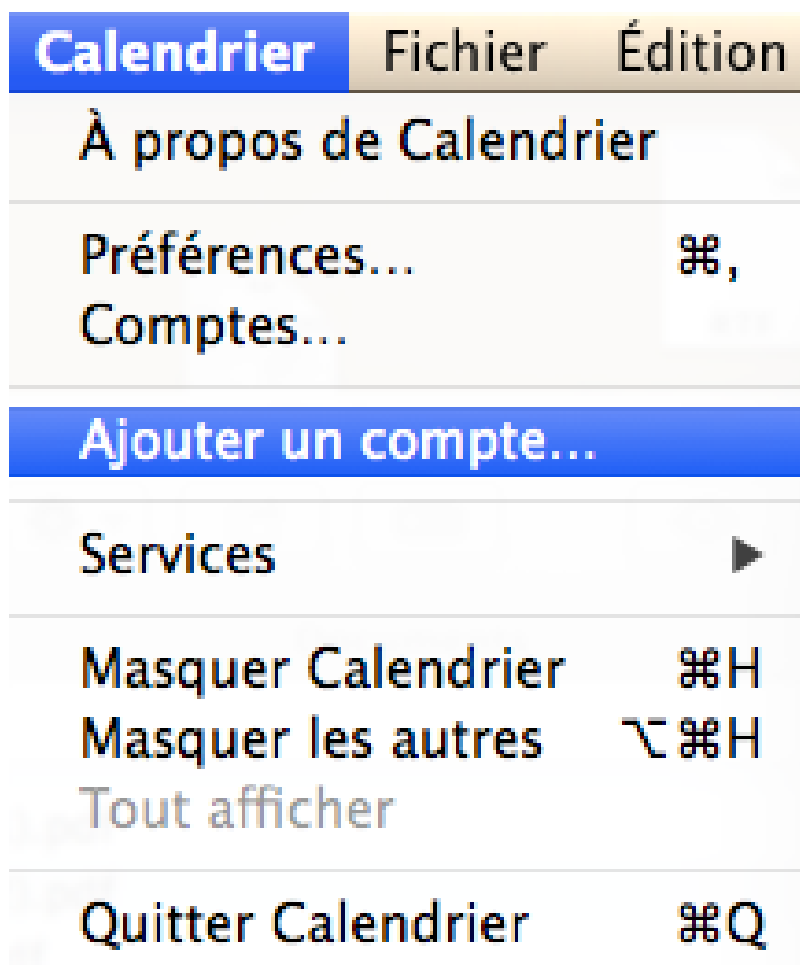 Calendrier Fichier Édition
À propos de Calendrier
Préférences... ⌘,
Comptes...
Ajouter un compte...
Services ▶
Masquer Calendrier ⌘H
Masquer les autres ⌥⌘H
Tout afficher
Quitter Calendrier ⌘Q